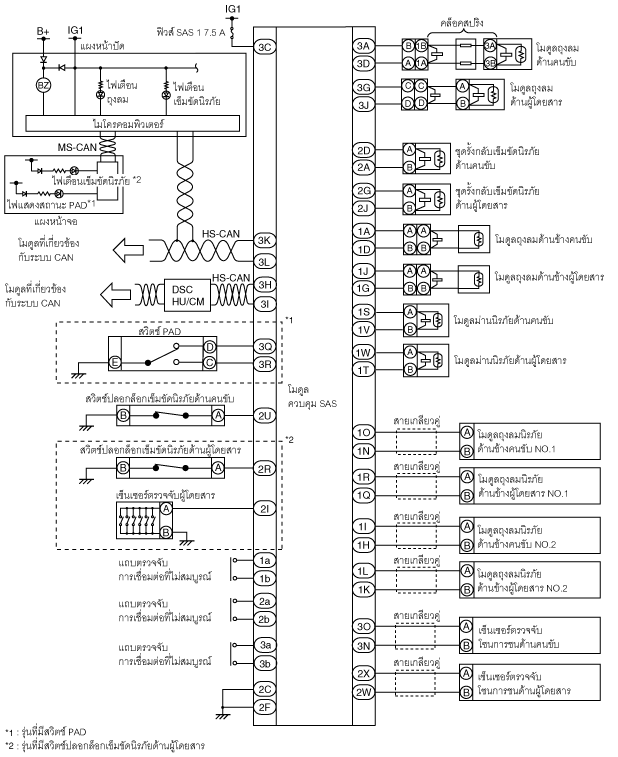 IG1
ฟิวส์ SAS 1 7.5 A
B+
IG1
แผงหน้าปัด
BZ
ไฟเตือน
ถุงลม
ไฟเตือน
เข็มขัดนิรภัย
ไมโครคอมพิวเตอร์
MS-CAN
ไฟเตือนเข็มขัดนิรภัย *2
ไฟแสดงสถานะ PAD *1
แผงหน้าจอ
โมดูลที่เกี่ยวข้อง
กับระบบ CAN
HS-CAN
โมดูลที่เกี่ยวข้อง
กับระบบ CAN
DSC
HU/CM
HS-CAN
*1
สวิตช์ PAD
E
D
C
สวิตช์ปลอกล็อกเข็มขัดนิรภัยด้านคนขับ
B
A
*2
สวิตช์ปลอกล็อกเข็มขัดนิรภัยด้านผู้โดยสาร
B
A
เซ็นเซอร์ตรวจจับผู้โดยสาร
A
B
แถบตรวจจับ
การเชื่อมต่อที่ไม่สมบูรณ์
แถบตรวจจับ
การเชื่อมต่อที่ไม่สมบูรณ์
แถบตรวจจับ
การเชื่อมต่อที่ไม่สมบูรณ์
3C
3K
3L
3H
3I
3Q
3R
2U
2R
2I
1a
1b
2a
2b
3a
3b
2C
2F
โมดูล
ควบคุม SAS
คล็อคสปริง
3A B 1B 3A
3D A 1A 3B
โมดูลถุงลม
ด้านคนขับ
3G C C A
3J D D B
โมดูลถุงลม
ด้านผู้โดยสาร
2D A
2A B
ชุดรั้งกลับเข็มขัดนิรภัย
ด้านคนขับ
2G A
2J B
ชุดรั้งกลับเข็มขัดนิรภัย
ด้านผู้โดยสาร
1A A A
1D B B
โมดูลถุงลมด้านข้างคนขับ
1J A A
1G B B
โมดูลถุงลมด้านข้างผู้โดยสาร
1S A
1V B
โมดูลม่านนิรภัยด้านคนขับ
1W A
1T B
โมดูลม่านนิรภัยด้านผู้โดยสาร
สายเกลียวคู่
1O A
1N B
โมดูลถุงลมนิรภัย
ด้านข้างคนขับ NO.1
สายเกลียวคู่
1R A
1Q B
โมดูลถุงลมนิรภัย
ด้านข้างผู้โดยสาร NO.1
สายเกลียวคู่
1I A
1H B
โมดูลถุงลมนิรภัย
ด้านข้างคนขับ NO.2
สายเกลียวคู่
1L A
1K B
โมดูลถุงลมนิรภัย
ด้านข้างผู้โดยสาร NO.2
สายเกลียวคู่
3O A
3N B
เซ็นเซอร์ตรวจจับ
โซนการชนด้านคนขับ
สายเกลียวคู่
2X A
2W B
เซ็นเซอร์ตรวจจับ
โซนการชนด้านผู้โดยสาร
*1 : รุ่นที่มีสวิตช์ PAD
*2 : รุ่นที่มีสวิตช์ปลอกล็อกเข็มขัดนิรภัยด้านผู้โดยสาร